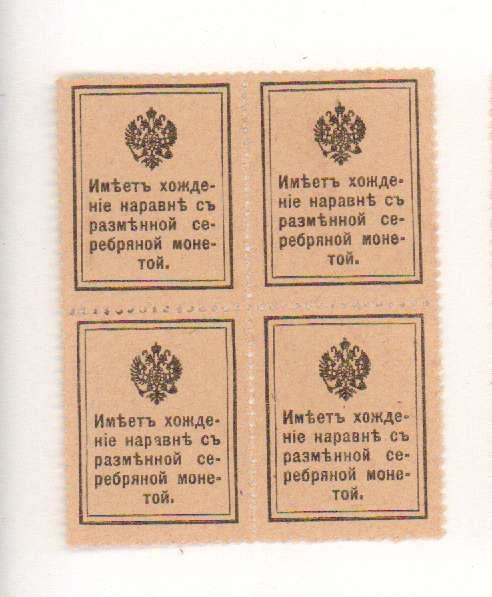 Имѣетъ хожде-
ніе наравнѣ съ
размѣнной се-
ребряной моне-
той.
Имѣетъ хожде-
ніе наравнѣ съ
размѣнной се-
ребряной моне-
той.
Имѣетъ хожде-
ніе наравнѣ съ
размѣнной се-
ребряной моне-
той.
Имѣетъ хожде-
ніе наравнѣ съ
размѣнной се-
ребряной моне-
той.